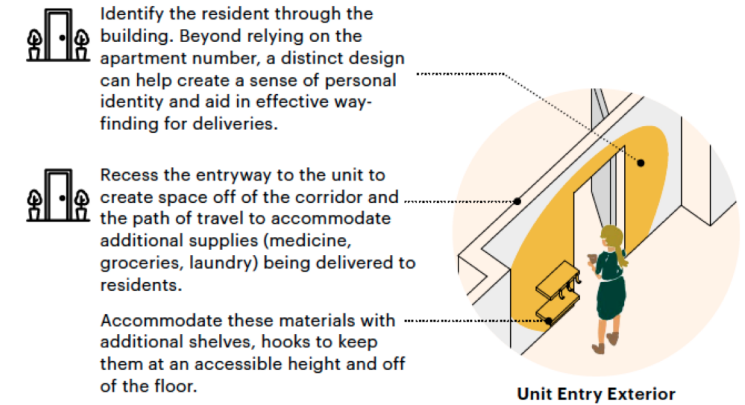 Identify the resident through the
building. Beyond relying on the
apartment number, a distinct design
can help create a sense of personal
identity and aid in effective way-
finding for deliveries.
Recess the entryway to the unit to
create space off of the corridor and
the path of travel to accommodate
additional supplies (medicine,
groceries, laundry) being delivered to
residents.
Accommodate these materials with
additional shelves, hooks to keep
them at an accessible height and off
of the floor.
Unit Entry Exterior